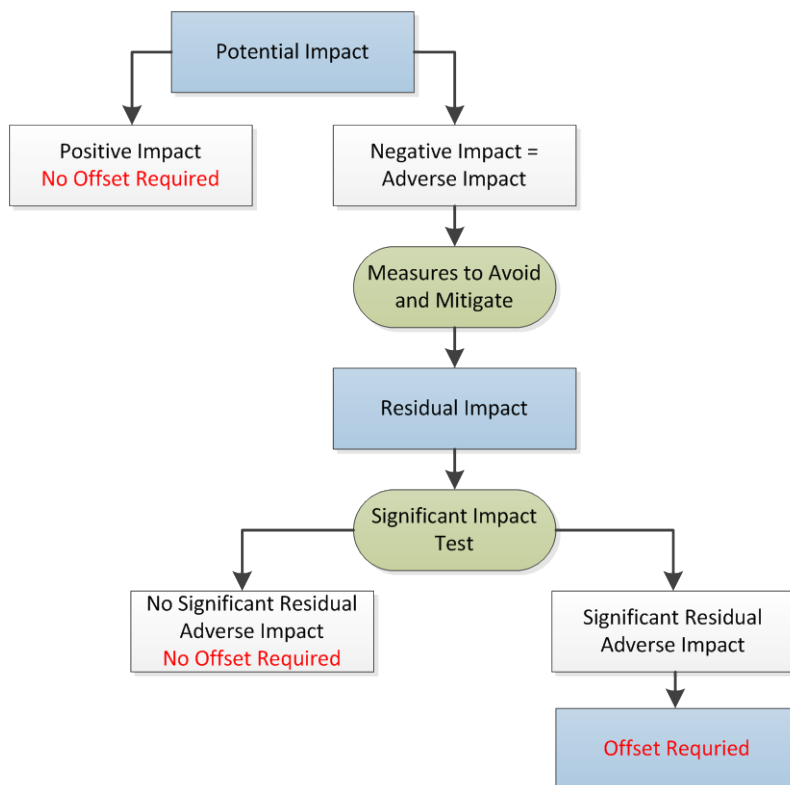 Potential Impact
Positive Impact
No Offset Required
Negative Impact =
Adverse Impact
Measures to Avoid
and Mitigate
Residual Impact
Significant Impact
Test
No Significant Residual
Adverse Impact
No Offset Required
Significant Residual
Adverse Impact
Offset Requried